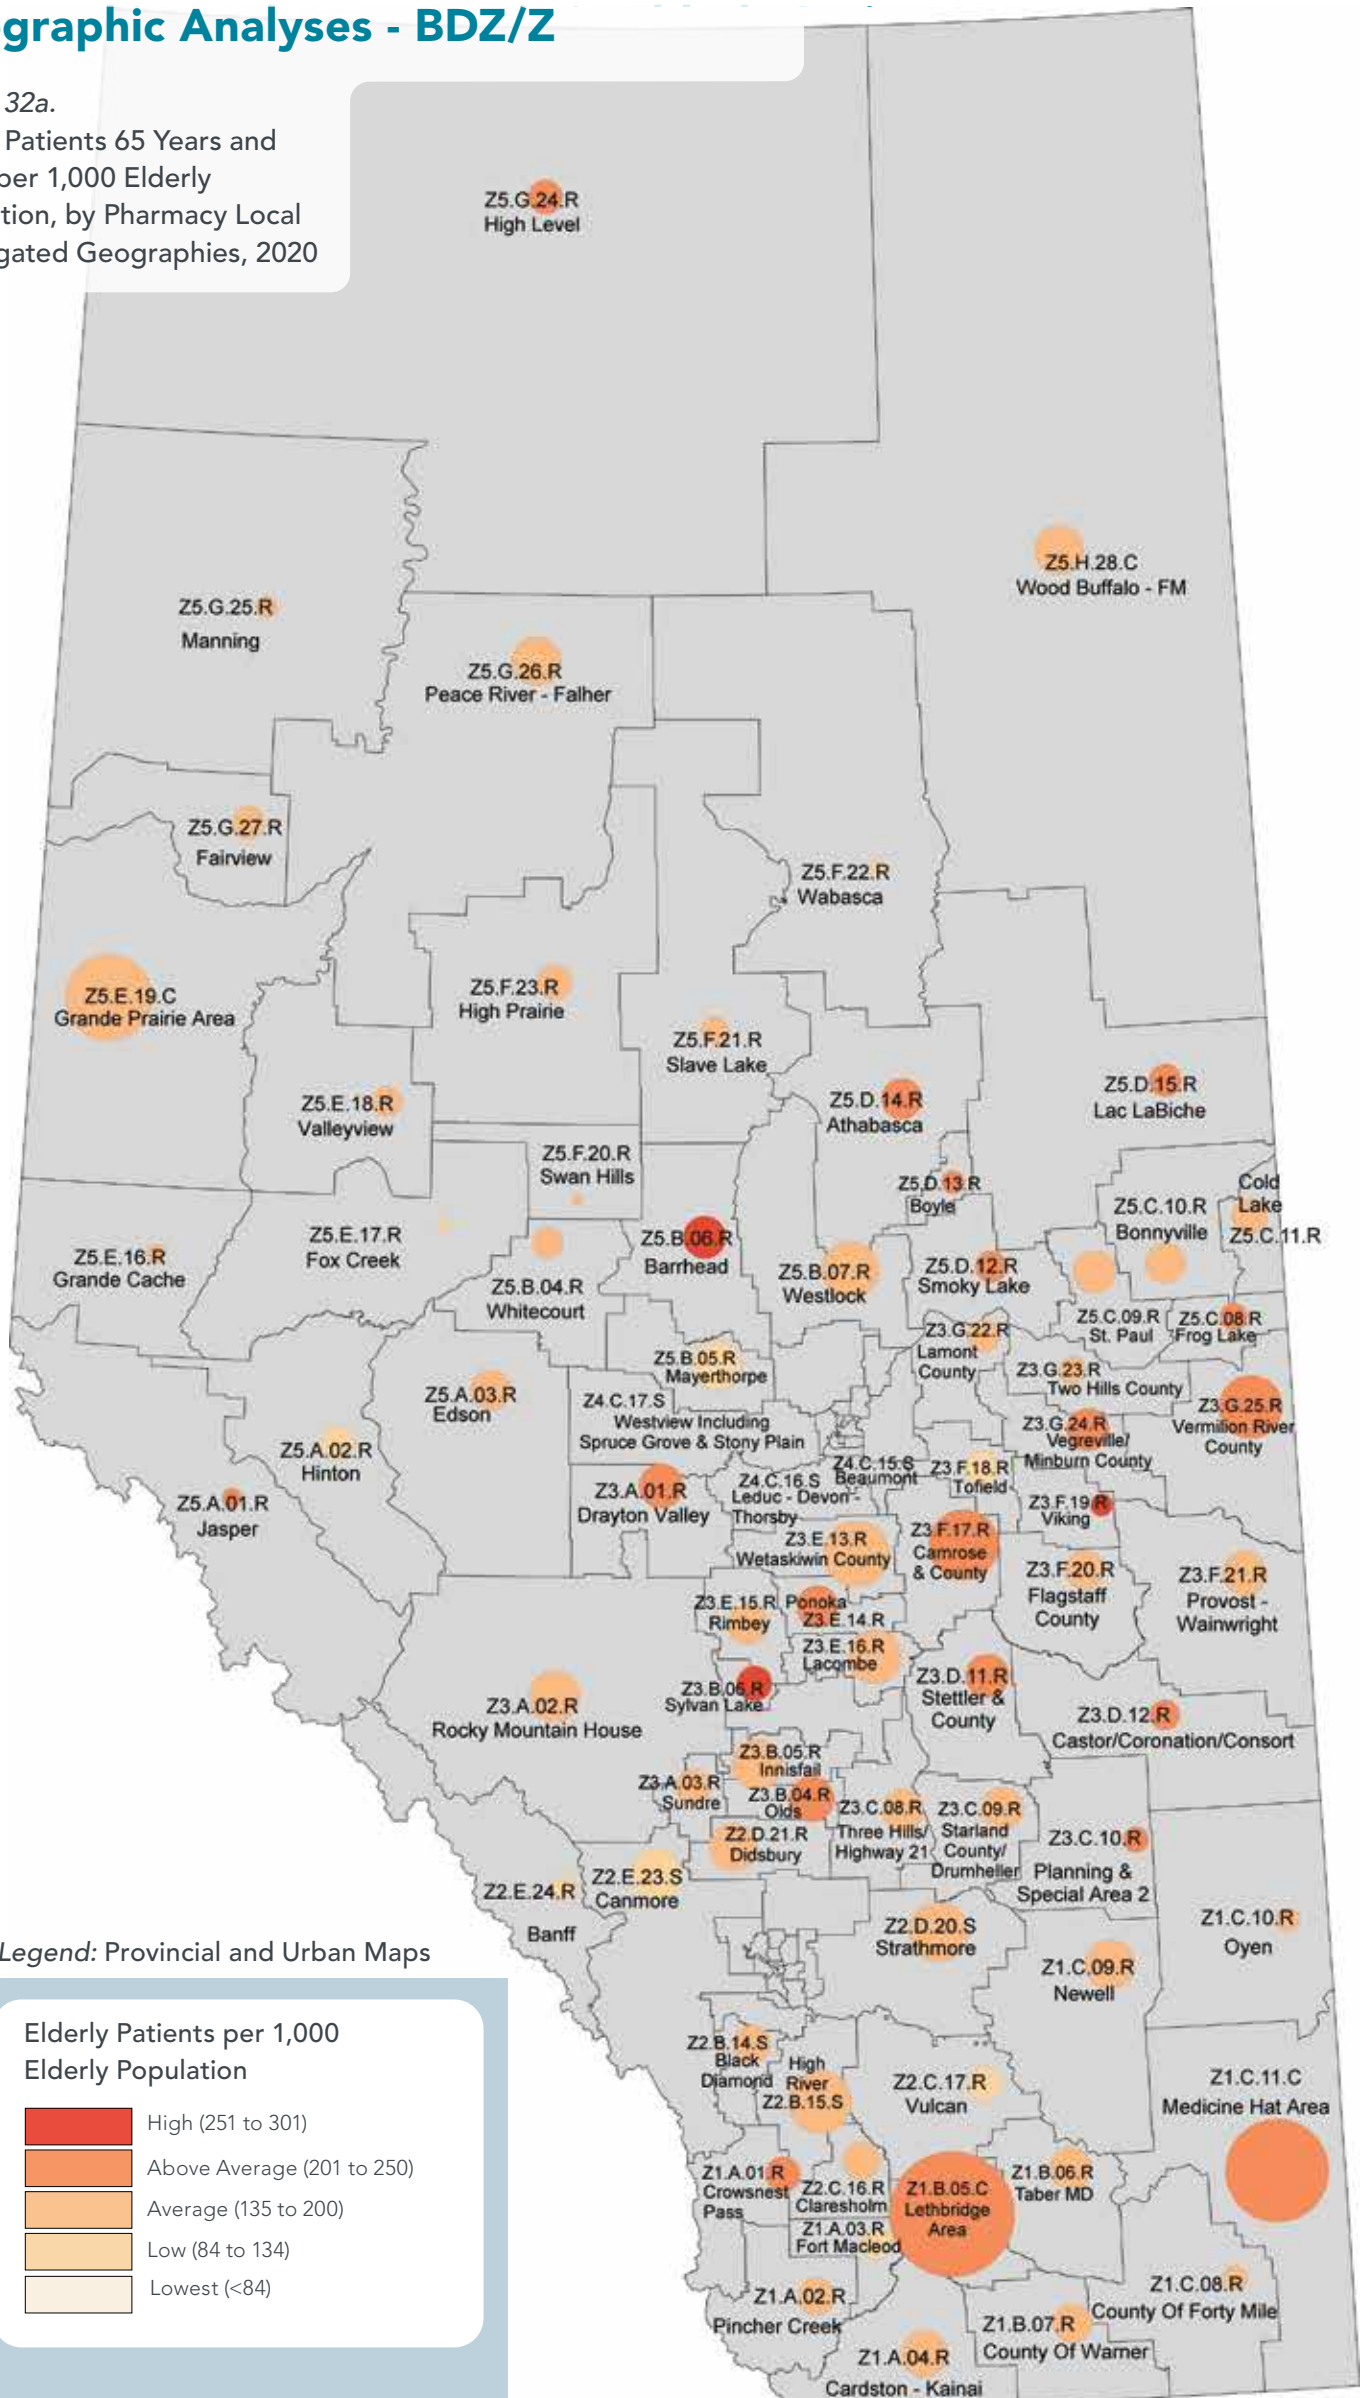 graphic Analyses - BDZ/Z
32a.
Patients 65 Years and
per 1,000 Elderly
tion, by Pharmacy Local
gated Geographies, 2020
Z5.G.24.R
High Level
Z5.H.28.C
Wood Buffalo - FM
Z5.G.25.R
Manning
Z5.G.26.R
Peace River - Falher
Z5.G.27.R
Fairview
Z5.F.22.R
Wabasca
Z5.E.19.C
Grande Prairie Area
Z5.F.23.R
High Prairie
Z5.F.21.R
Slave Lake
Z5.E.18.R
Valleyview
Z5.D.14.R
Athabasca
Z5.D.15.R
Lac LaBiche
Z5.F.20.R
Swan Hills
Z5.D.13.R
Boyle
Z5.C.10.R
Bonnyville
Cold
Lake
Z5.C.11.R
Z5.E.16.R
Grande Cache
Z5.E.17.R
Fox Creek
Z5.B.04.R
Whitecourt
Z5.B.06.R
Barrhead
Z5.B.07.R
Westlock
Z5.D.12.R
Smoky Lake
Z5.C.09.R
St. Paul
Z5.C.08.R
Frog Lake
Z3.G.22.R
Lamont
County
Z3.G.23.R
Two Hills County
Z5.B.05.R
Mayerthorpe
Z5.A.03.R
Edson
Z4.C.17.S
Westview Including
Spruce Grove & Stony Plain
Z3.G.25.R
Vermilion River
County
Z3.G.24.R
Vegreville/
Minburn County
Z5.A.02.R
Hinton
Z5.A.01.R
Jasper
Z3.A.01.R
Drayton Valley
Z4.C.16.S
Leduc - Devon -
Thorsby
Z4.C.15.S
Beaumont
Z3.F.18.R
Tofield
Z3.F.19.R
Viking
Z3.E.13.R
Wetaskiwin County
Z3.F.17.R
Camrose
& County
Z3.F.20.R
Flagstaff
County
Z3.F.21.R
Provost -
Wainwright
Z3.E.15.R
Rimbey
Ponoka
Z3.E.14.R
Z3.E.16.R
Lacombe
Z3.B.06.R
Sylvan Lake
Z3.A.02.R
Rocky Mountain House
Z3.D.11.R
Stettler &
County
Z3.D.12.R
Castor/Coronation/Consort
Z3.B.05.R
Innisfail
Z3.A.03.R
Sundre
Z3.B.04.R
Olds
Z3.C.08.R
Three Hills/
Highway 21
Z3.C.09.R
Starland
County/
Drumheller
Z3.C.10.R
Planning &
Special Area 2
Z2.D.21.R
Didsbury
Z2.E.23.S
Canmore
Z2.E.24.R
Banff
Z2.D.20.S
Strathmore
Z1.C.10.R
Oyen
Z1.C.09.R
Newell
Z2.B.14.S
Black
Diamond
High
River
Z2.B.15.S
Z2.C.17.R
Vulcan
Z1.C.11.C
Medicine Hat Area
Z1.A.01.R
Crowsnest
Pass
Z2.C.16.R
Claresholm
Z1.B.05.C
Lethbridge
Area
Z1.B.06.R
Taber MD
Z1.A.03.R
Fort Macleod
Z1.A.02.R
Pincher Creek
Z1.C.08.R
County Of Forty Mile
Z1.B.07.R
County Of Warner
Z1.A.04.R
Cardston - Kainai
Legend: Provincial and Urban Maps
Elderly Patients per 1,000
Elderly Population
High (251 to 301)
Above Average (201 to 250)
Average (135 to 200)
Low (84 to 134)
Lowest (<84)